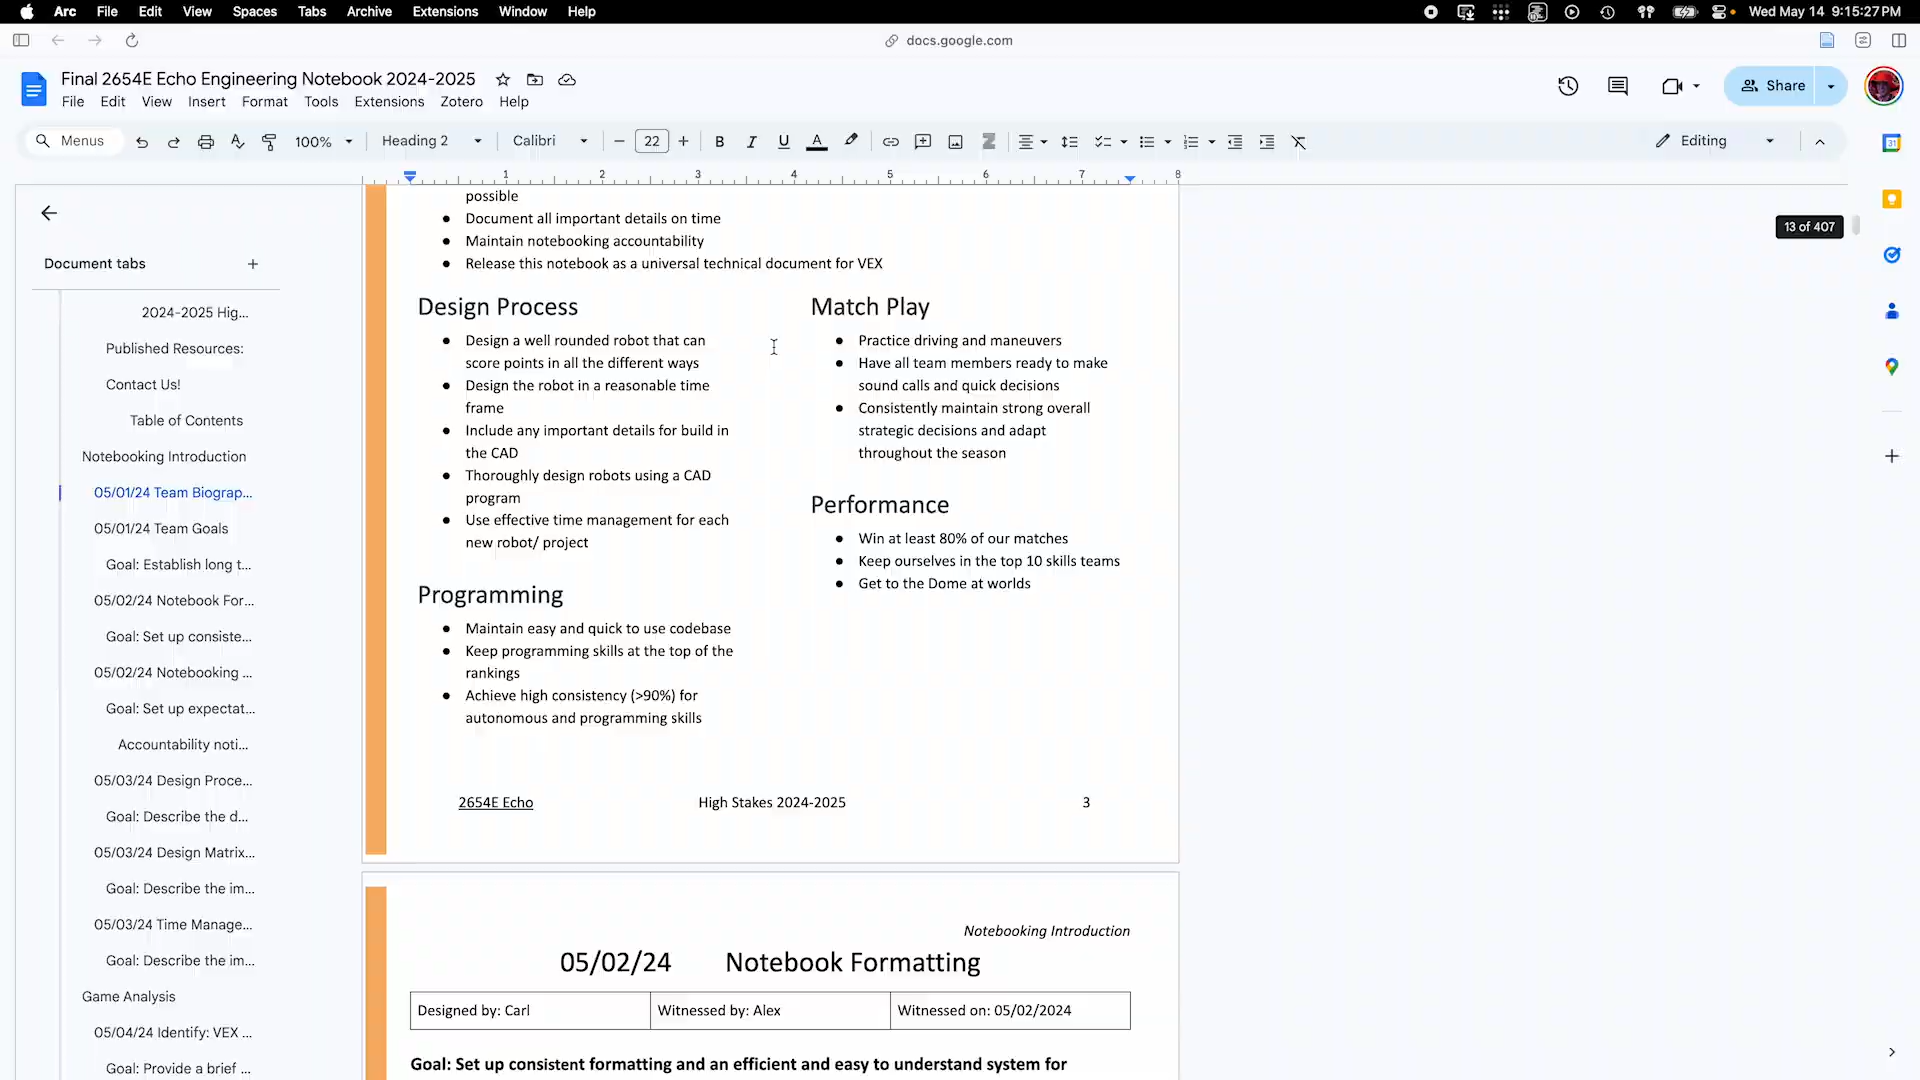 Arc File Edit View Spaces Tabs Archive Extensions Window Help
Wed May 14 9:15:27 PM
docs.google.com
Final 2654E Echo Engineering Notebook 2024-2025
File Edit View Insert Format Tools Extensions Zotero Help
Share
Menus 100% Heading 2 Calibri 22 B I U A Editing
1 2 3 4 5 6 7 8
31
13 of 407
Document tabs
2024-2025 Hig...
Published Resources:
Contact Us!
Table of Contents
Notebooking Introduction
05/01/24 Team Biograp...
05/01/24 Team Goals
Goal: Establish long t...
05/02/24 Notebook For...
Goal: Set up consiste...
05/02/24 Notebooking ...
Goal: Set up expectat...
Accountability noti...
05/03/24 Design Proce...
Goal: Describe the d...
05/03/24 Design Matrix...
Goal: Describe the im...
05/03/24 Time Manage...
Goal: Describe the im...
Game Analysis
05/04/24 Identify: VEX ...
Goal: Provide a brief ...
possible
● Document all important details on time
● Maintain notebooking accountability
● Release this notebook as a universal technical document for VEX
Design Process
● Design a well rounded robot that can
score points in all the different ways
● Design the robot in a reasonable time
frame
● Include any important details for build in
the CAD
● Thoroughly design robots using a CAD
program
● Use effective time management for each
new robot/ project
Programming
● Maintain easy and quick to use codebase
● Keep programming skills at the top of the
rankings
● Achieve high consistency (>90%) for
autonomous and programming skills
Match Play
● Practice driving and maneuvers
● Have all team members ready to make
sound calls and quick decisions
● Consistently maintain strong overall
strategic decisions and adapt
throughout the season
Performance
● Win at least 80% of our matches
● Keep ourselves in the top 10 skills teams
● Get to the Dome at worlds
2654E Echo High Stakes 2024-2025 3
Notebooking Introduction
05/02/24 Notebook Formatting
Designed by: Carl Witnessed by: Alex Witnessed on: 05/02/2024
Goal: Set up consistent formatting and an efficient and easy to understand system for